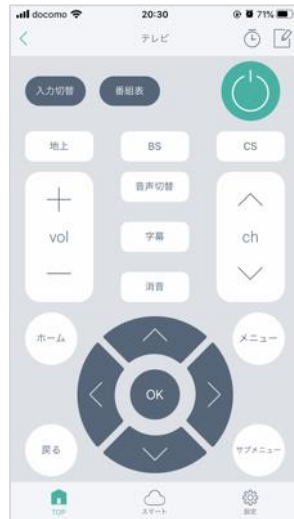 docomo 20:30 71%
テレビ
入力切替 番組表
地上 BS CS
音声切替
vol 字幕 ch
消音
ホーム メニュー
OK
戻る サブメニュー
TOP スマート 設定